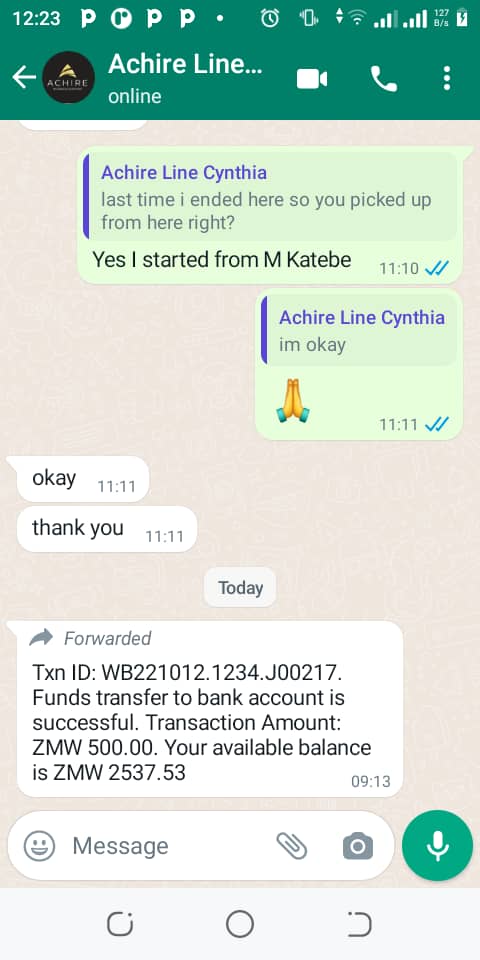 12:23
127
B/s
ACHIRE
Achire Line...
online
Achire Line Cynthia
last time i ended here so you picked up
from here right?
Yes I started from M Katebe
11:10
Achire Line Cynthia
im okay
11:11
okay
11:11
thank you
11:11
Today
Forwarded
Txn ID: WB221012.1234.J00217.
Funds transfer to bank account is
successful. Transaction Amount:
ZMW 500.00. Your available balance
is ZMW 2537.53
09:13
Message